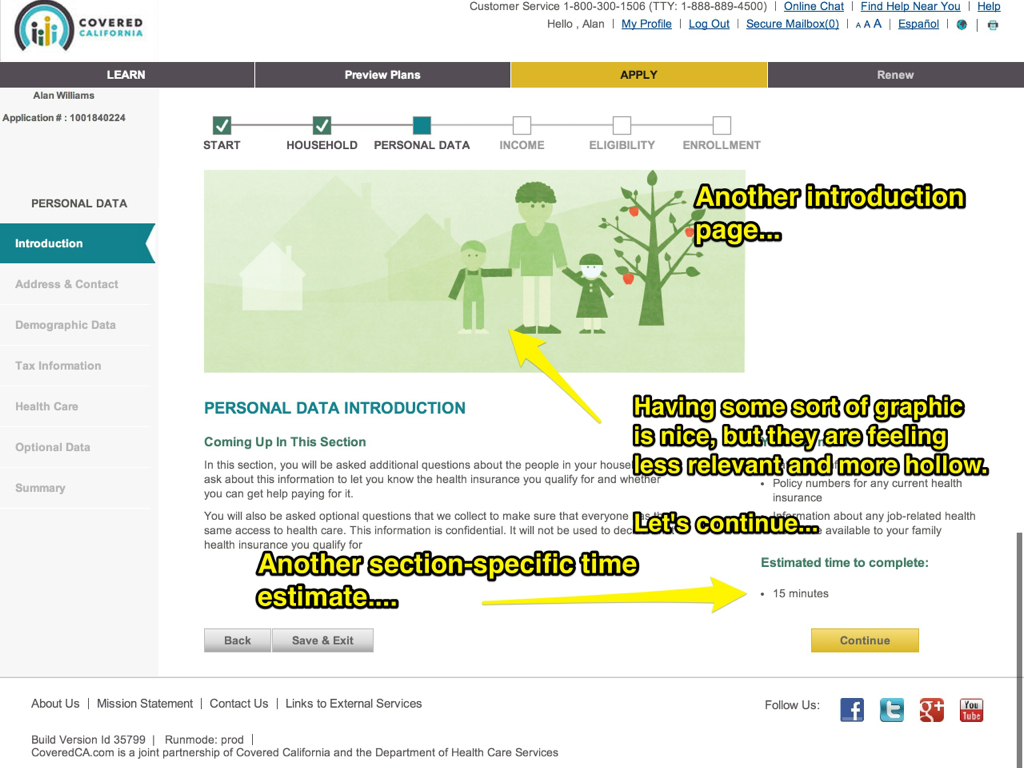 COVERED
CALIFORNIA
Customer Service 1-800-300-1506 (TTY: 1-888-889-4500) | Online Chat | Find Help Near You | Help
Hello , Alan | My Profile | Log Out | Secure Mailbox(0) | A A A | Español |
LEARN
Preview Plans
APPLY
Renew
Alan Williams
Application # : 1001840224
START
HOUSEHOLD
PERSONAL DATA
INCOME
ELIGIBILITY
ENROLLMENT
PERSONAL DATA
Introduction
Address & Contact
Demographic Data
Tax Information
Health Care
Optional Data
Summary
Another introduction
page...
Having some sort of graphic
is nice, but they are feeling
less relevant and more hollow.
Let's continue...
PERSONAL DATA INTRODUCTION
Coming Up In This Section
In this section, you will be asked additional questions about the people in your
ask about this information to let you know the health insurance you qualify for and whether
you can get help paying for it.
You will also be asked optional questions that we collect to make sure that everyone
same access to health care. This information is confidential. It will not be used to
health insurance you qualify for
• Policy numbers for any current health
insurance
• Information about any job-related health
available to your family
Another section-specific time
estimate....
Estimated time to complete:
• 15 minutes
Back
Save & Exit
Continue
About Us | Mission Statement | Contact Us | Links to External Services
Follow Us:
f
t
g+
You
Tube
Build Version Id 35799 | Runmode: prod |
CoveredCA.com is a joint partnership of Covered California and the Department of Health Care Services